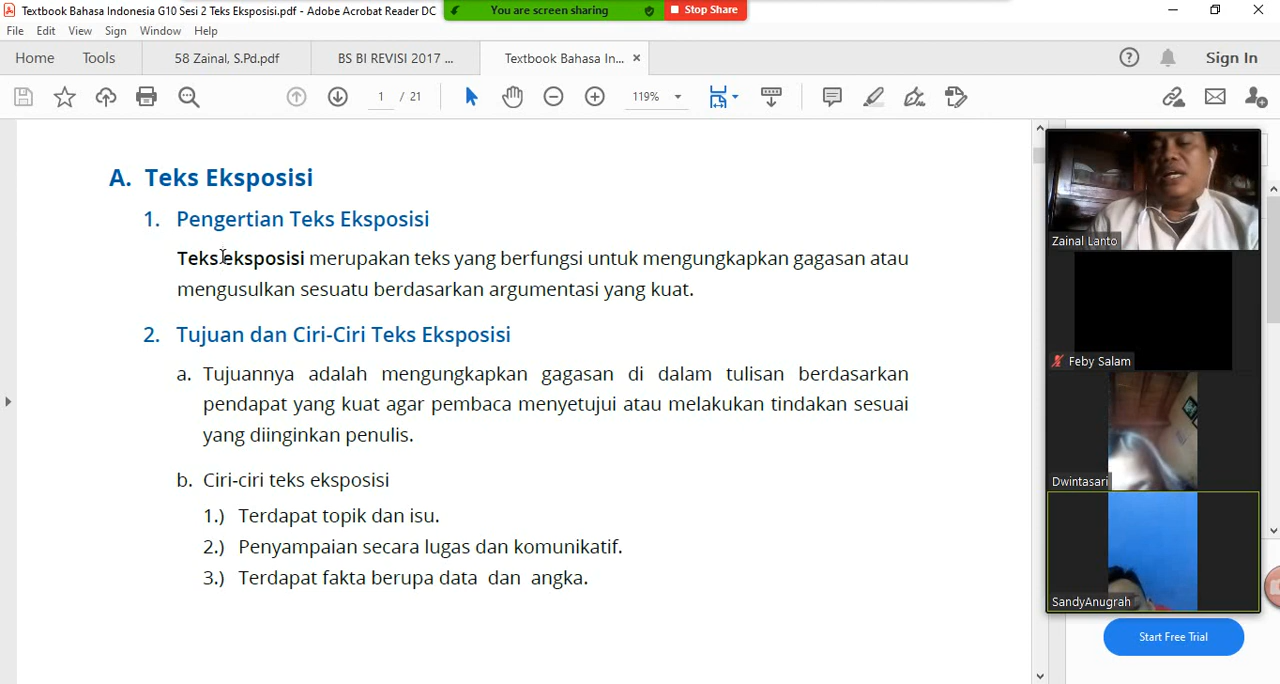 Textbook Bahasa Indonesia G10 Sesi 2 Teks Eksposisi.pdf - Adobe Acrobat Reader DC
You are screen sharing
Stop Share
File Edit View Sign Window Help
Home Tools 58 Zainal, S.Pd.pdf BS BI REVISI 2017 ... Textbook Bahasa In... × Sign In
1 / 21 119%
A. Teks Eksposisi
1. Pengertian Teks Eksposisi
Teks eksposisi merupakan teks yang berfungsi untuk mengungkapkan gagasan atau
mengusulkan sesuatu berdasarkan argumentasi yang kuat.
2. Tujuan dan Ciri-Ciri Teks Eksposisi
a. Tujuannya adalah mengungkapkan gagasan di dalam tulisan berdasarkan
pendapat yang kuat agar pembaca menyetujui atau melakukan tindakan sesuai
yang diinginkan penulis.
b. Ciri-ciri teks eksposisi
1.) Terdapat topik dan isu.
2.) Penyampaian secara lugas dan komunikatif.
3.) Terdapat fakta berupa data dan angka.
Zainal Lanto
Feby Salam
Dwintasari
SandyAnugrah
Start Free Trial